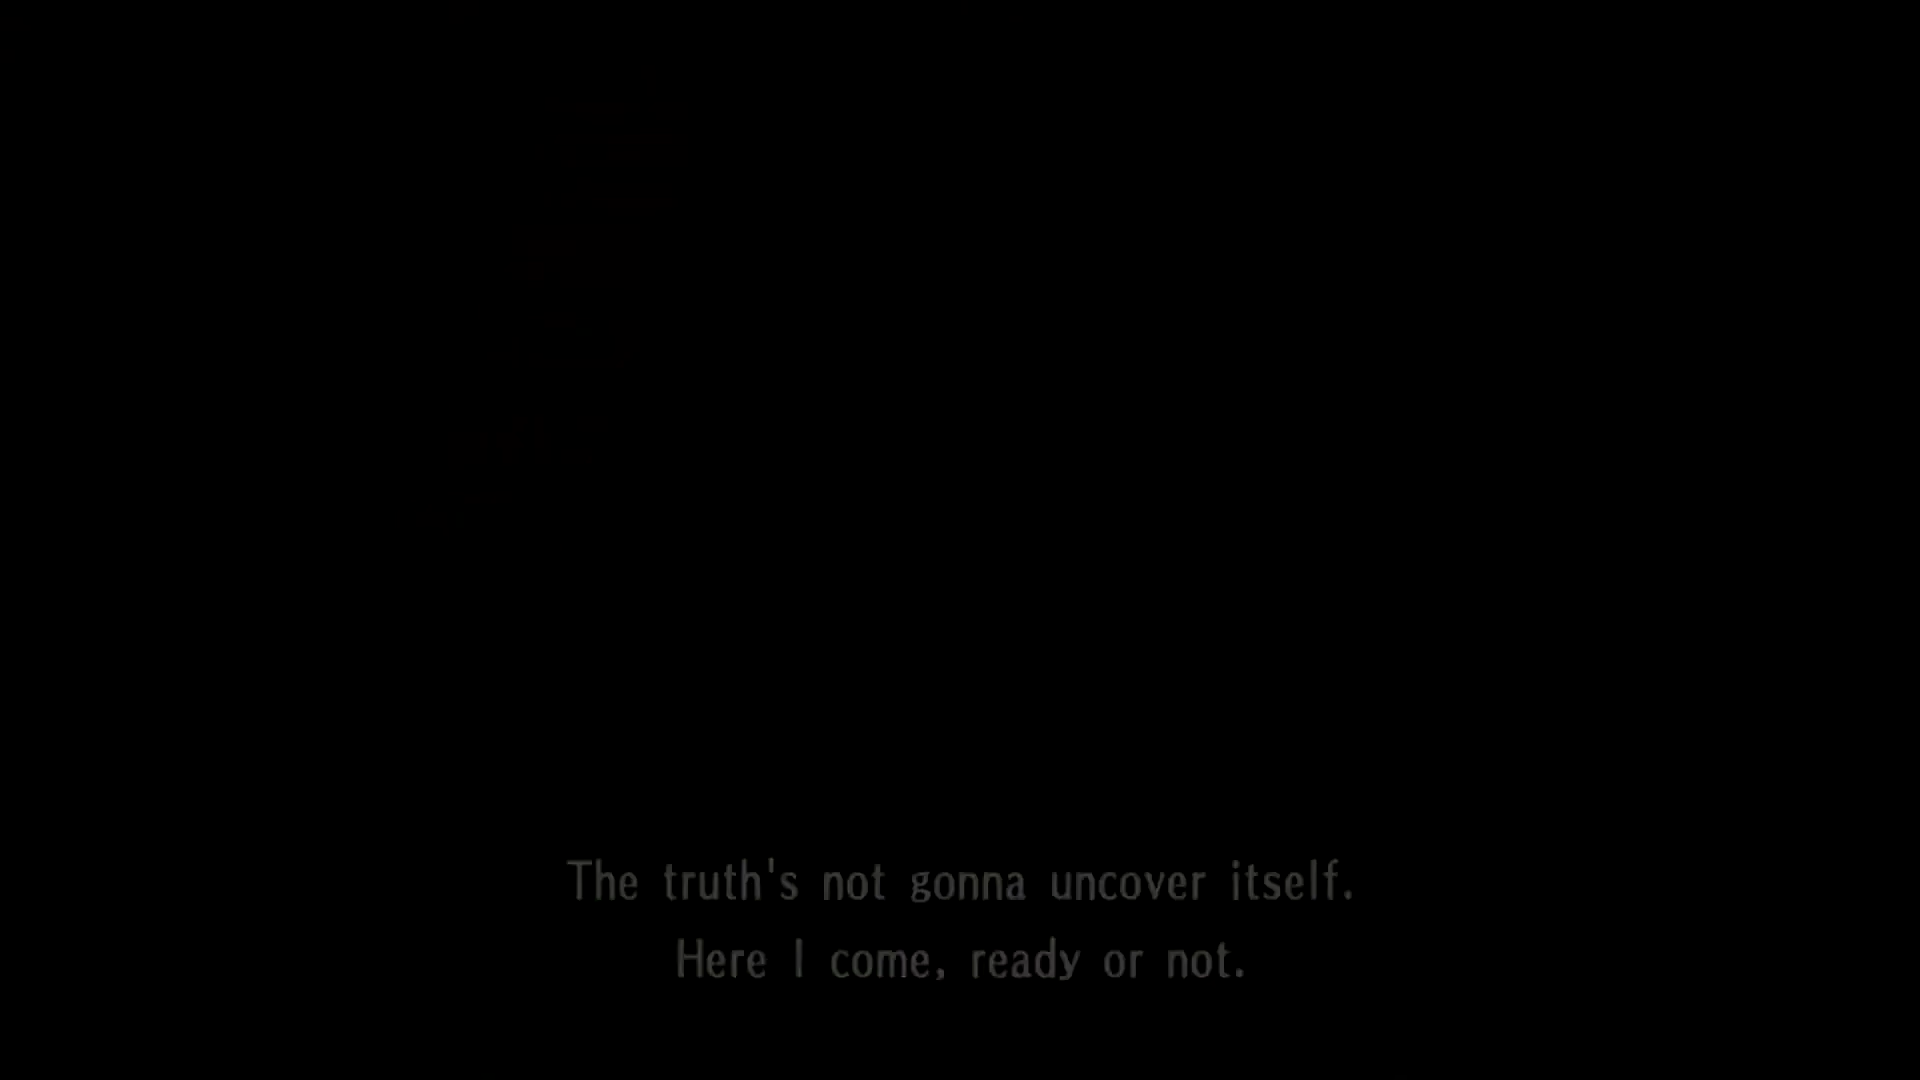 The truth's not gonna uncover itself.
Here I come, ready or not.